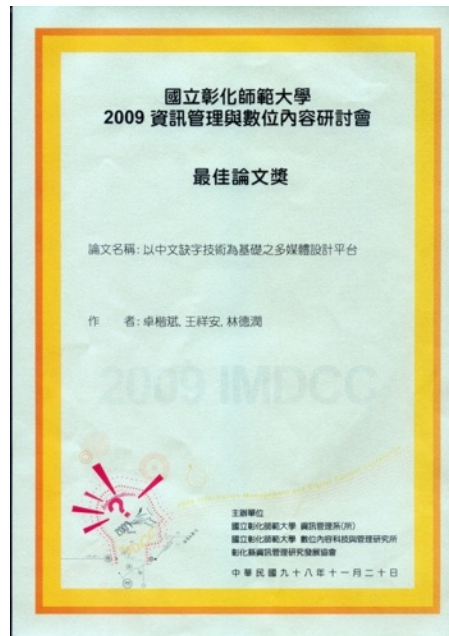 國立彰化師範大學
2009 資訊管理與數位內容研討會
最佳論文獎
論文名稱: 以中文缺字技術為基礎之多媒體設計平台
作　　者: 卓楷斌, 王祥安, 林德潤
2009 IMDCC
主辦單位
國立彰化師範大學 資訊管理系(所)
國立彰化師範大學 數位內容科技與管理研究所
彰化縣資訊管理研究發展協會
中華民國九十八年十一月二十日